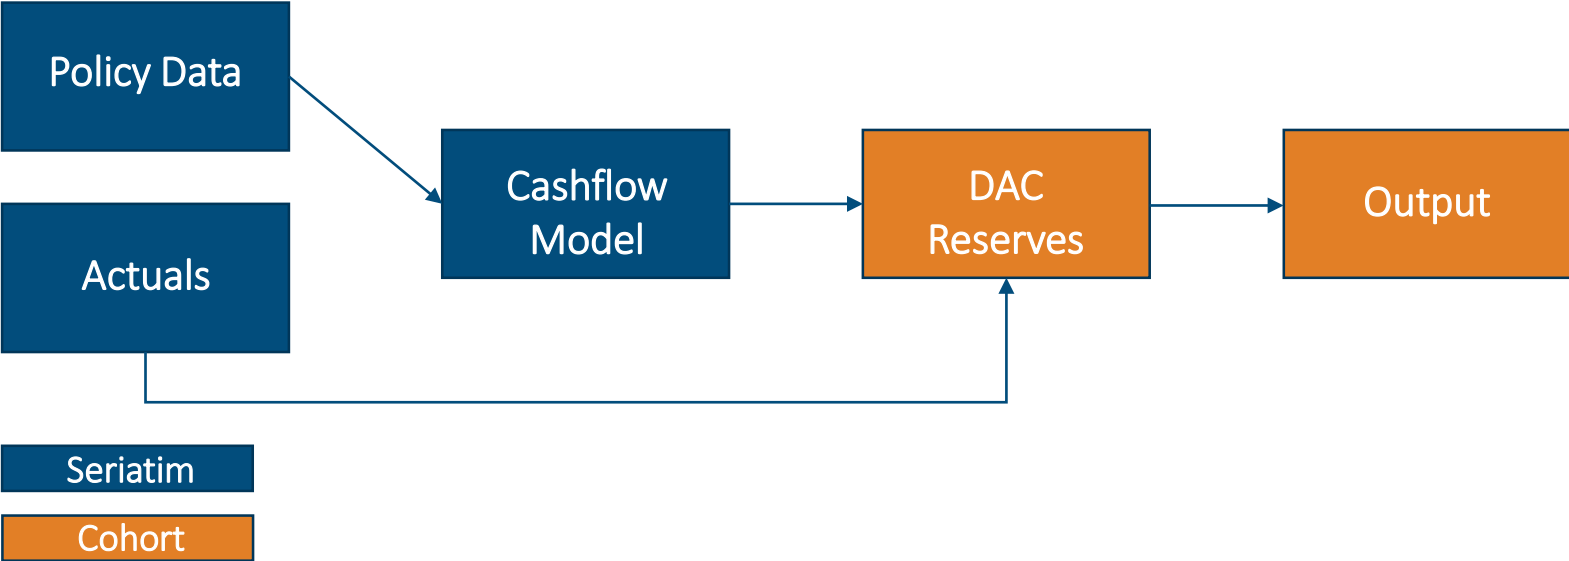 Policy Data
Actuals
Cashflow
Model
DAC
Reserves
Output
Seriatim
Cohort